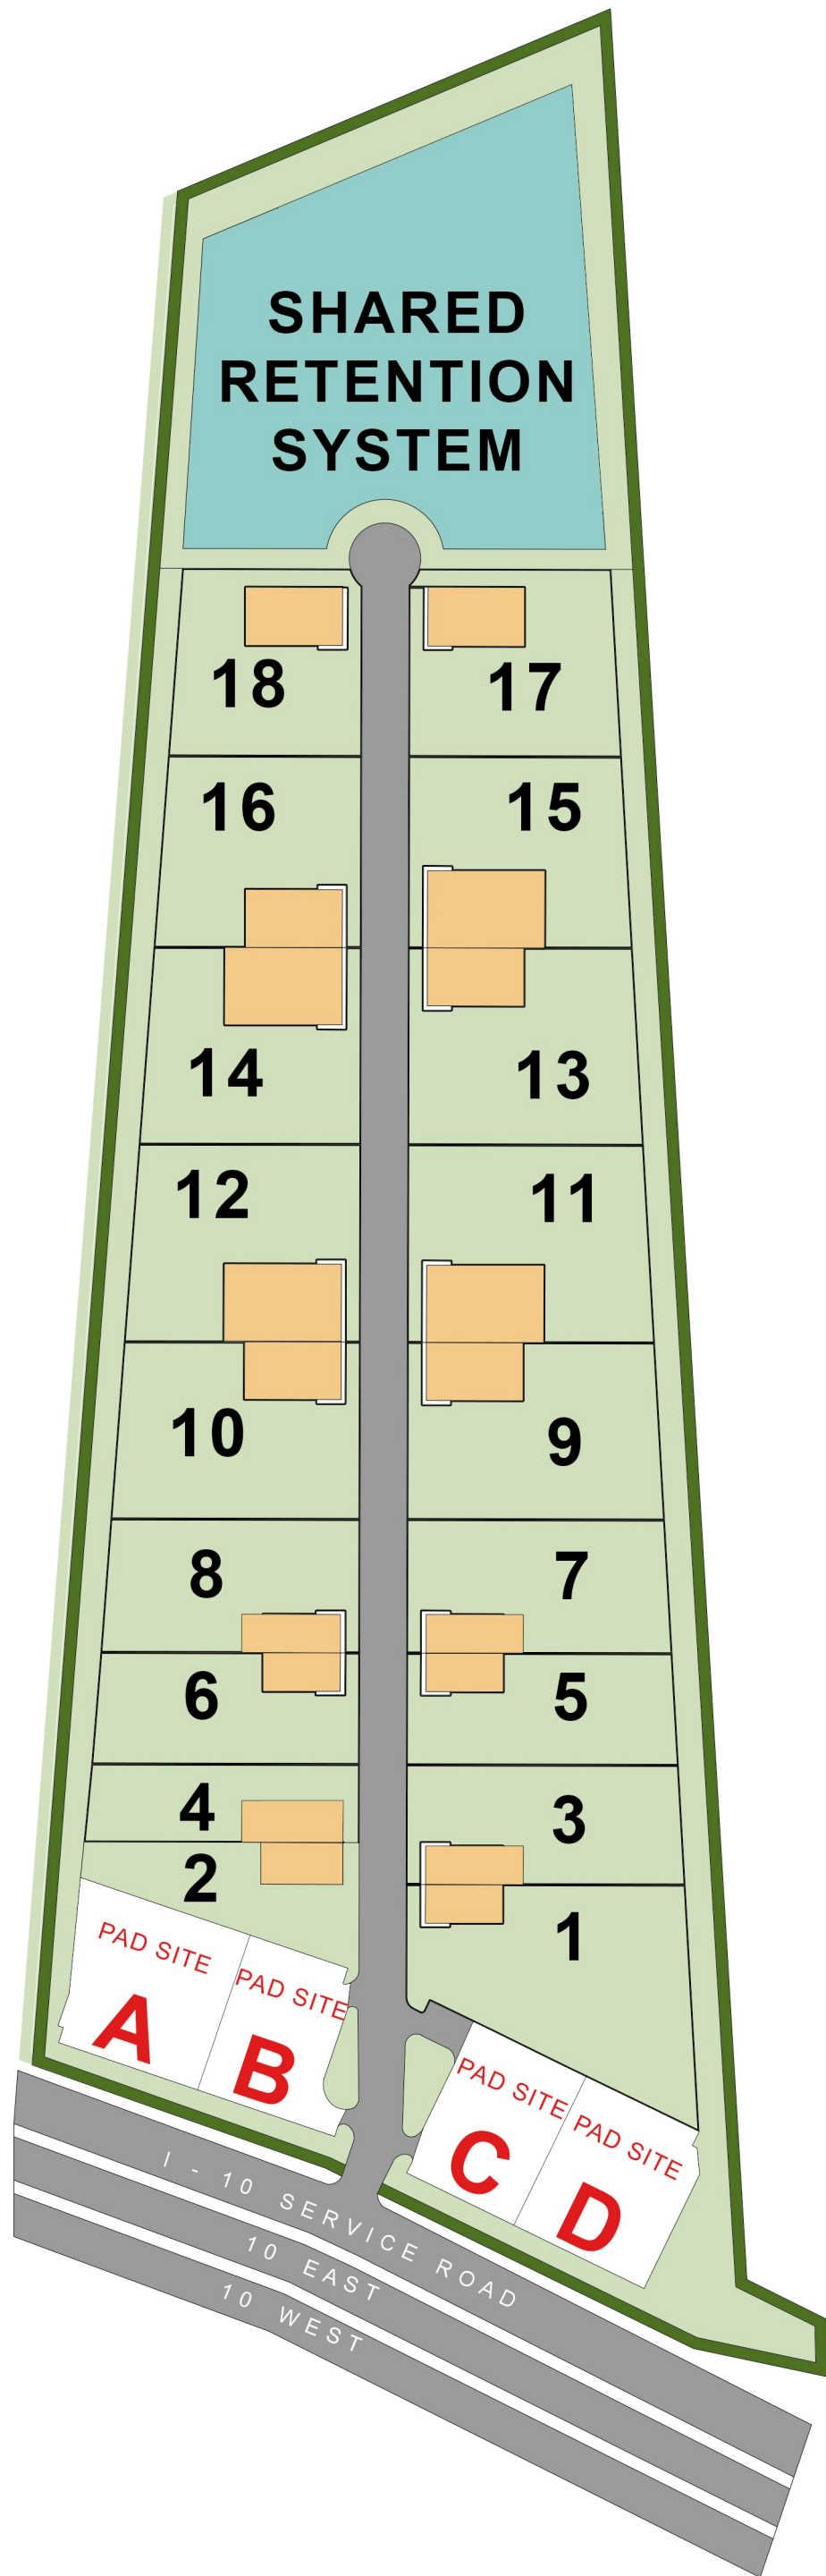 SHARED
RETENTION
SYSTEM
18
17
16
15
14
13
12
11
10
9
8
7
6
5
4
3
2
1
PAD SITE
A
PAD SITE
B
PAD SITE
C
PAD SITE
D
I - 10 SERVICE ROAD
10 EAST
10 WEST